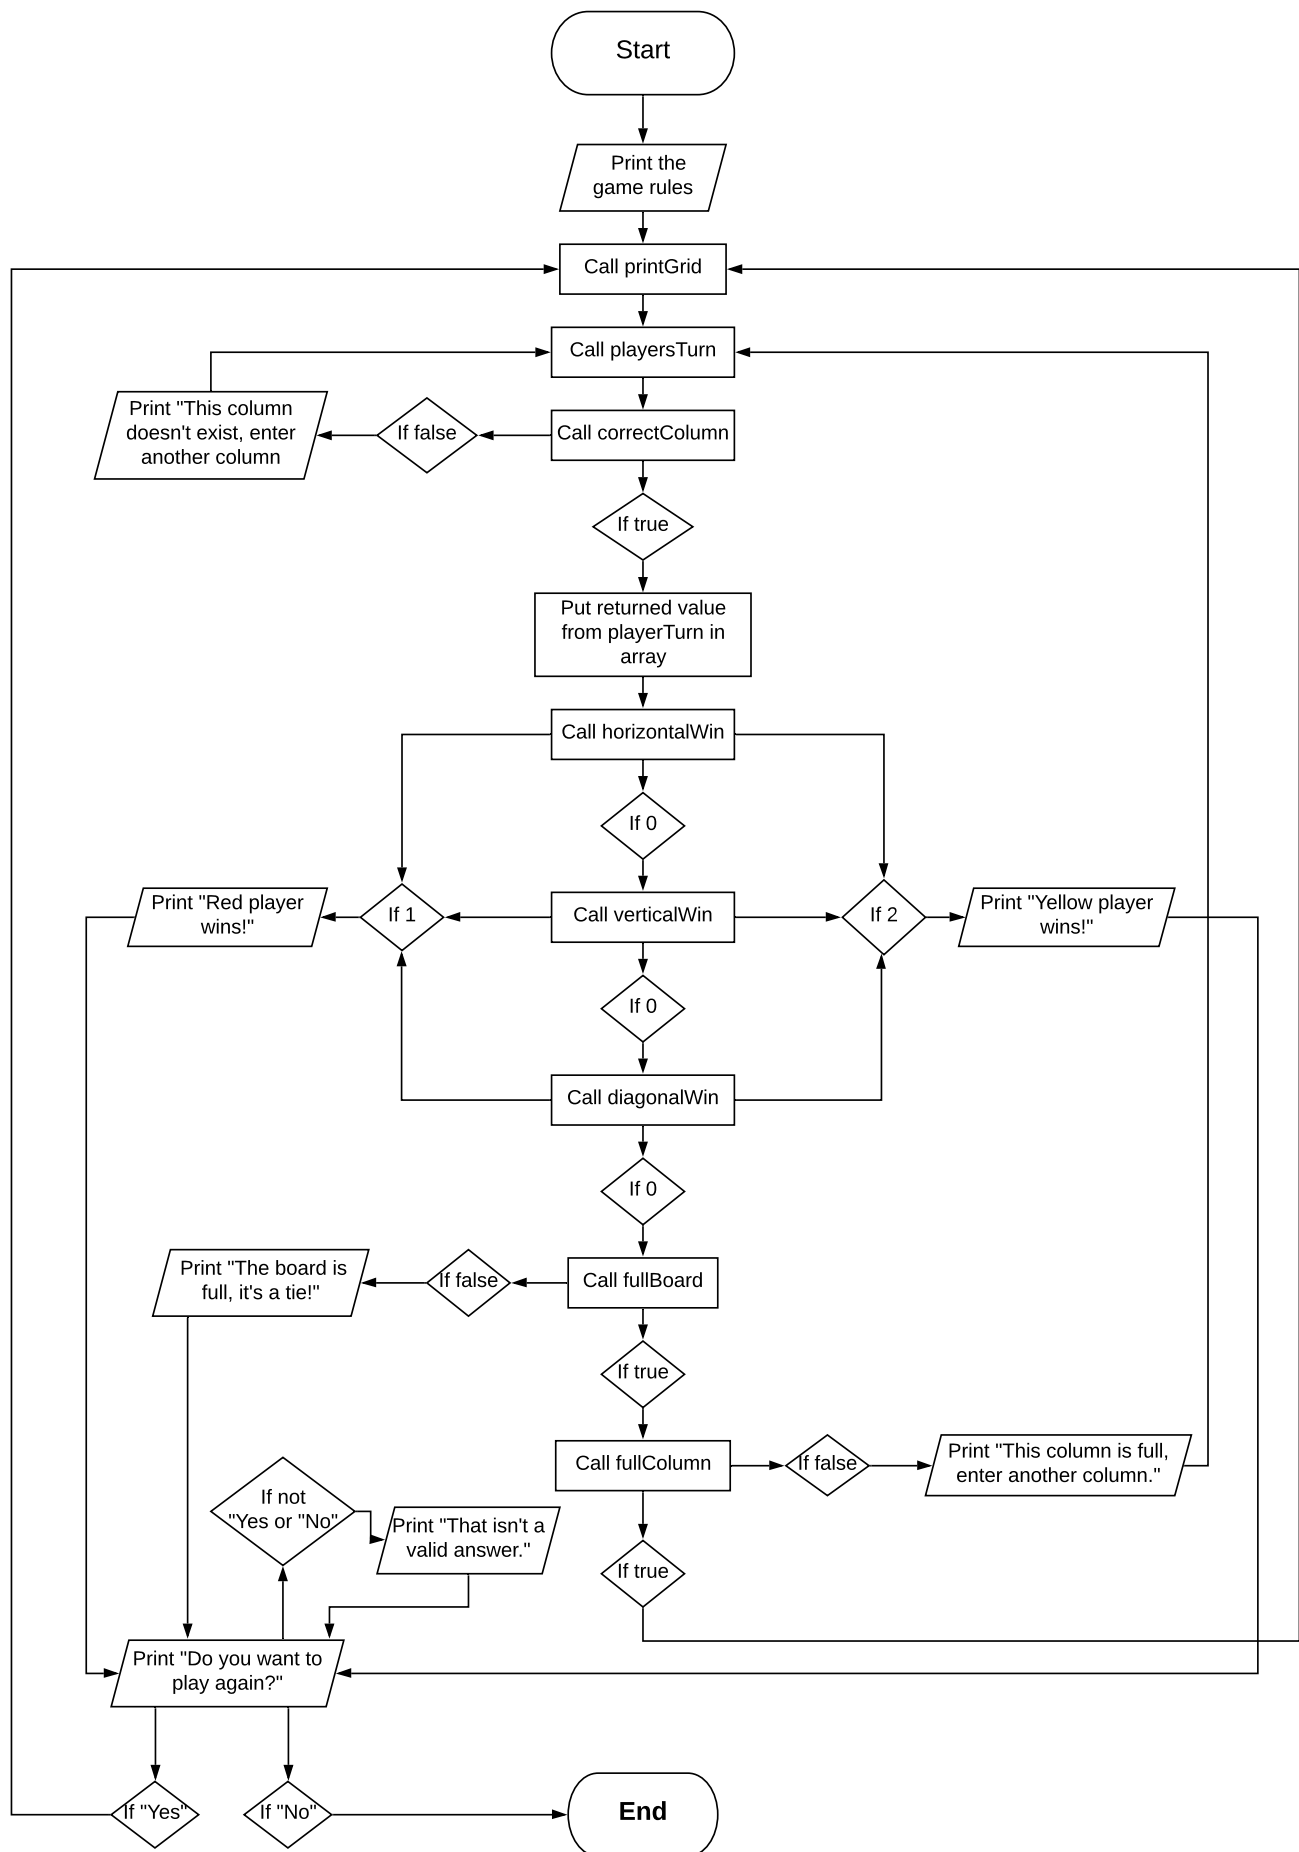 Start
Print the
game rules
Call printGrid
Call playersTurn
Print "This column
doesn't exist, enter
another column
If false
Call correctColumn
If true
Put returned value
from playerTurn in
array
Call horizontalWin
If 0
Print "Red player
wins!"
If 1
Call verticalWin
If 2
Print "Yellow player
wins!"
If 0
Call diagonalWin
If 0
Print "The board is
full, it's a tie!"
If false
Call fullBoard
If true
Call fullColumn
If false
Print "This column is full,
enter another column."
If not
"Yes or "No"
Print "That isn't a
valid answer."
If true
Print "Do you want to
play again?"
If "Yes"
If "No"
End